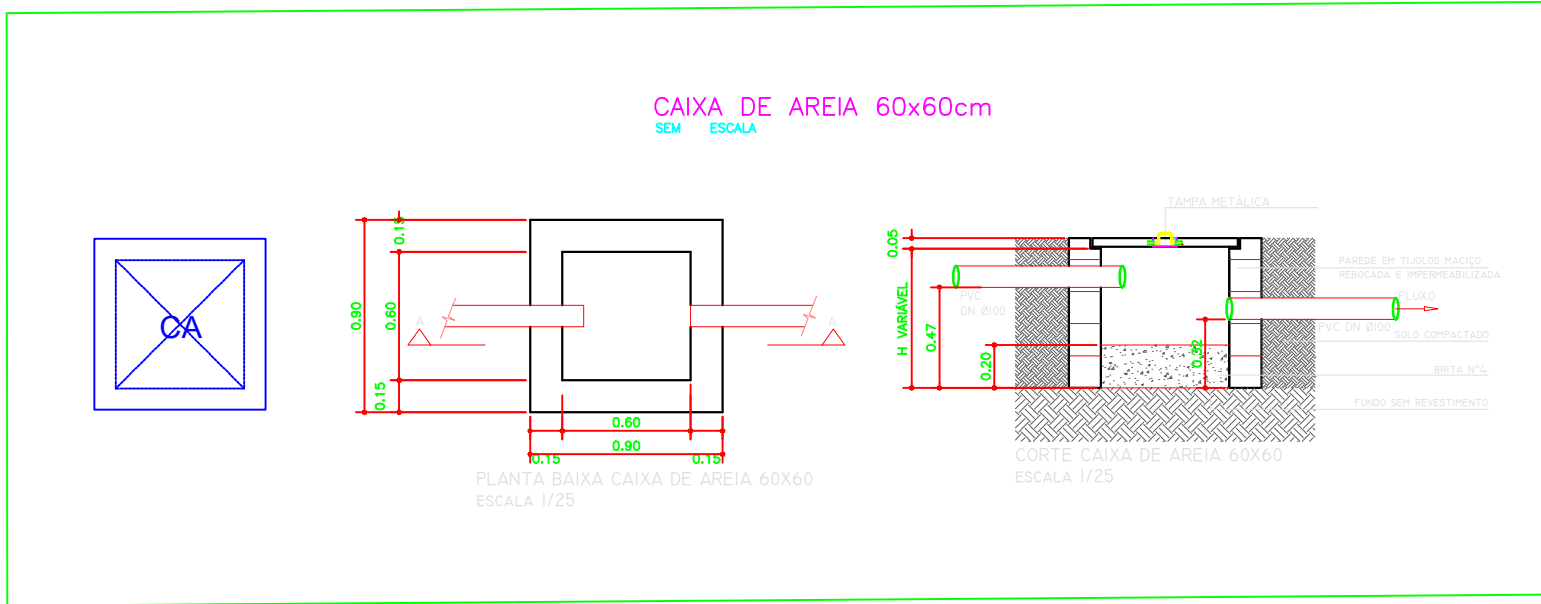 CAIXA DE AREIA 60x60cm
SEM ESCALA
CA
0.15
0.90
0.60
0.15
A
A
0.60
0.90
0.15
0.15
PLANTA BAIXA CAIXA DE AREIA 60X60
ESCALA 1/25
TAMPA METÁLICA
0.05
H VARIÁVEL
0.47
0.20
0.32
PVC
DN Ø100
PAREDE EM TIJOLOS MACIÇO
REBOCADA E IMPERMEABILIZADA
FLUXO
PVC DN Ø100
SOLO COMPACTADO
BRITA N°4
FUNDO SEM REVESTIMENTO
CORTE CAIXA DE AREIA 60X60
ESCALA 1/25